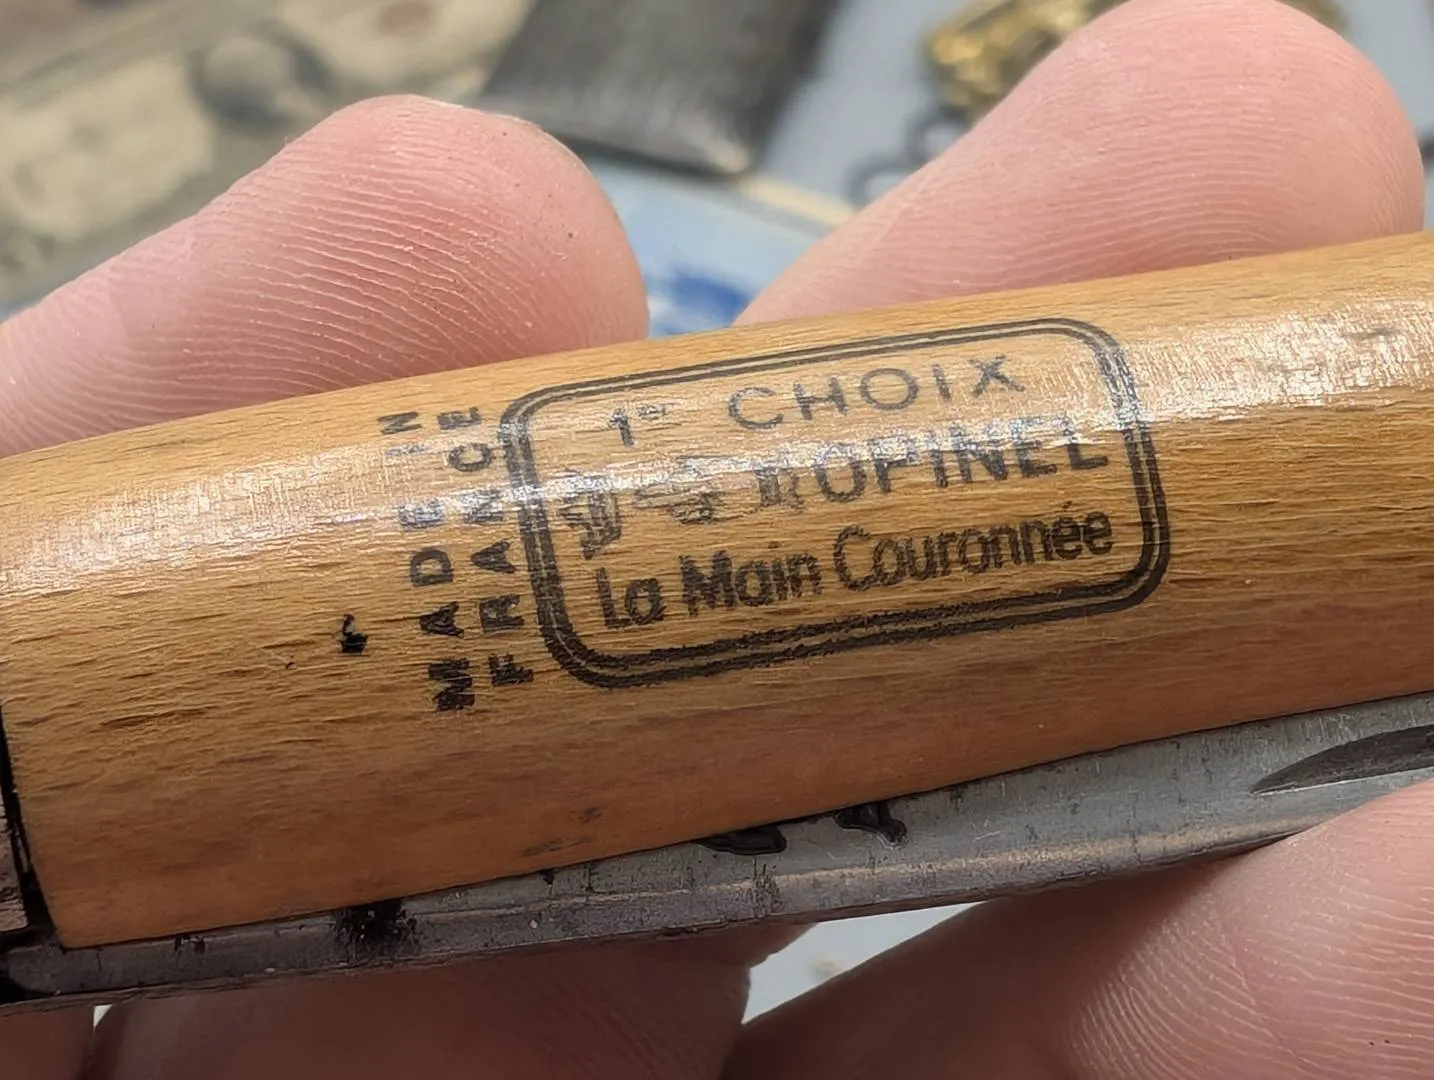 MADE IN
FRANCE
1er CHOIX
OPINEL
La Main Couronnée